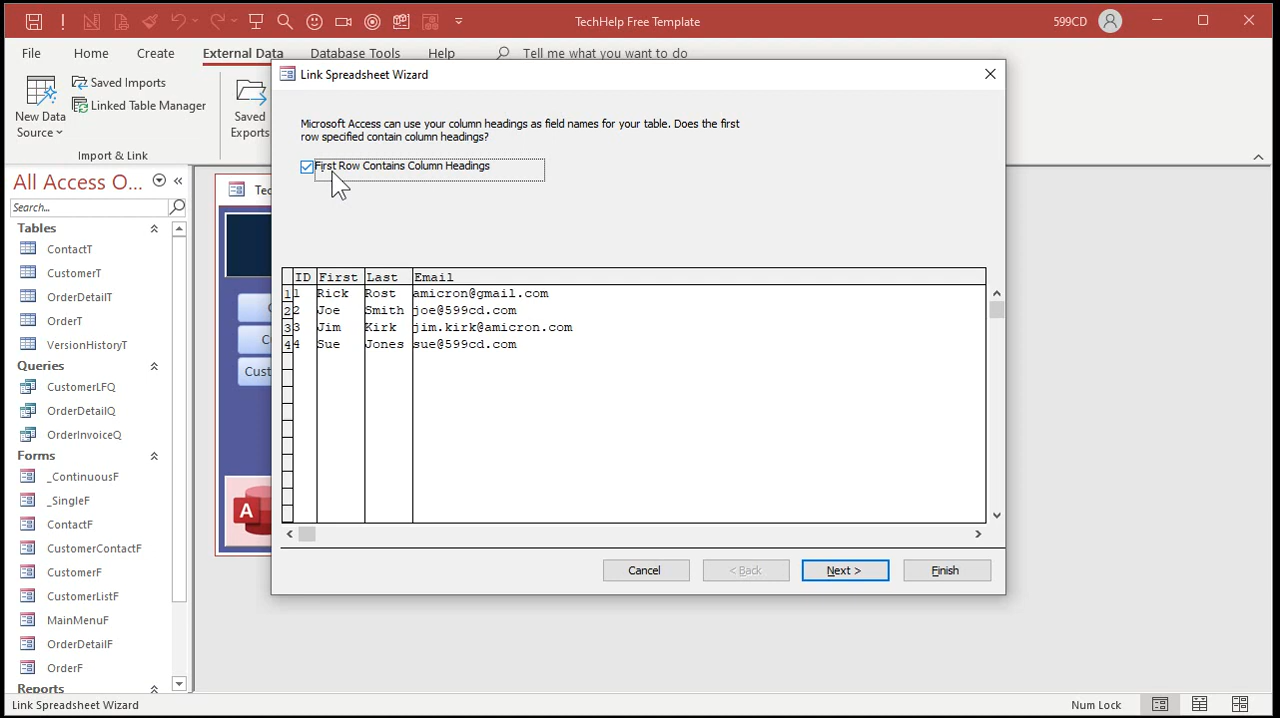 TechHelp Free Template
599CD
File Home Create External Data Database Tools Help Tell me what you want to do
New Data Source
Saved Imports
Linked Table Manager
Saved Exports
Import & Link
All Access O...
Search...
Tables
ContactT
CustomerT
OrderDetailT
OrderT
VersionHistoryT
Queries
CustomerLFQ
OrderDetailQ
OrderInvoiceQ
Forms
_ContinuousF
_SingleF
ContactF
CustomerContactF
CustomerF
CustomerListF
MainMenuF
OrderDetailF
OrderF
Reports
Tec
C
C
Cust
A
Link Spreadsheet Wizard
Microsoft Access can use your column headings as field names for your table. Does the first
row specified contain column headings?
First Row Contains Column Headings
ID First Last Email
1 1 Rick Rost amicron@gmail.com
2 2 Joe Smith joe@599cd.com
3 3 Jim Kirk jim.kirk@amicron.com
4 4 Sue Jones sue@599cd.com
Cancel < Back Next > Finish
Link Spreadsheet Wizard
Num Lock